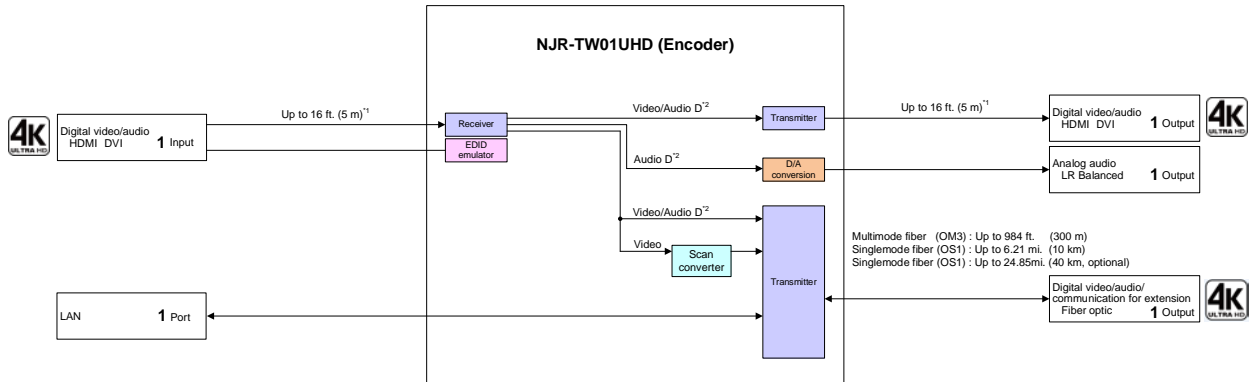 NJR-TW01UHD (Encoder)
4K
ULTRA HD
Digital video/audio
HDMI DVI 1 Input
Up to 16 ft. (5 m)*1
Receiver
EDID
emulator
Video/Audio D*2
Transmitter
Up to 16 ft. (5 m)*1
Digital video/audio
HDMI DVI 1 Output
4K
ULTRA HD
Audio D*2
D/A
conversion
Analog audio
LR Balanced 1 Output
Video/Audio D*2
Video
Scan
converter
Transmitter
Multimode fiber (OM3) : Up to 984 ft. (300 m)
Singlemode fiber (OS1) : Up to 6.21 mi. (10 km)
Singlemode fiber (OS1) : Up to 24.85mi. (40 km, optional)
Digital video/audio/
communication for extension
Fiber optic 1 Output
4K
ULTRA HD
LAN 1 Port